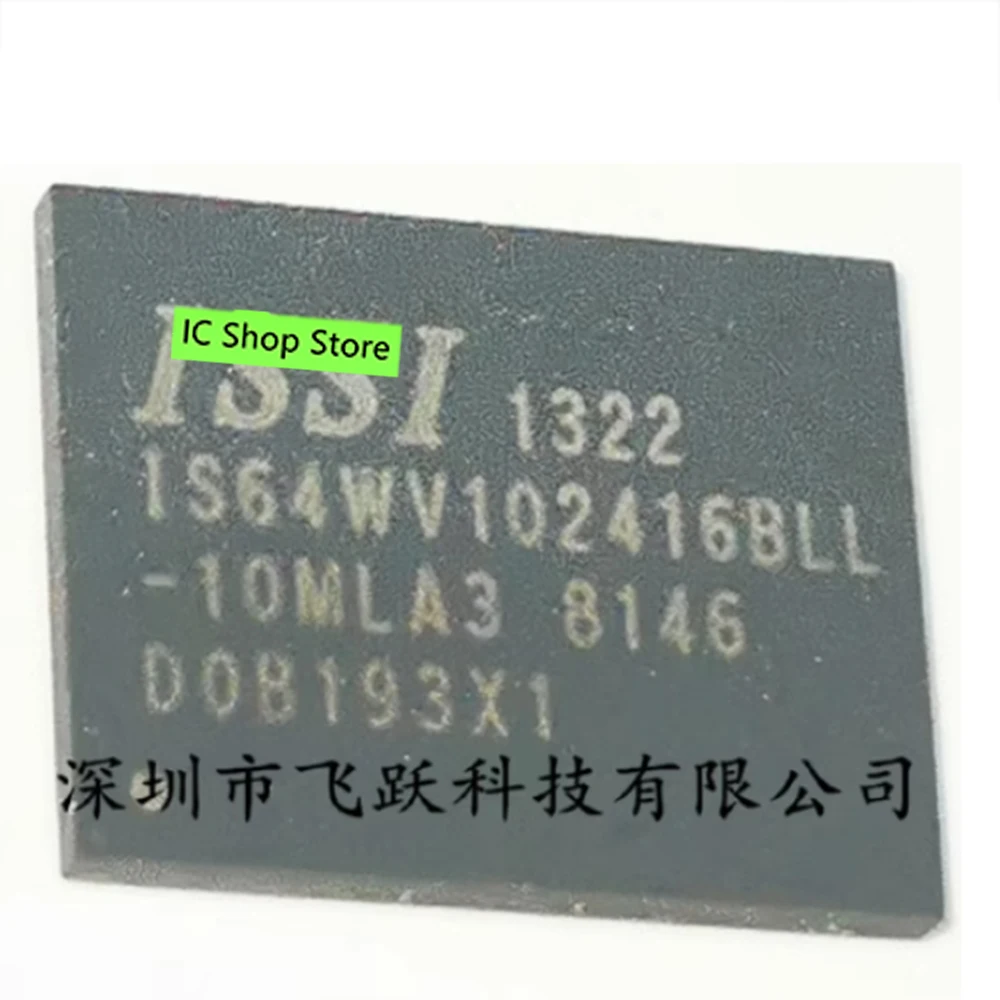 IC Shop Store
ISSI 1322
IS64WV102416BLL
-10MLA3 8146
D0B193X1
深圳市飞跃科技有限公司